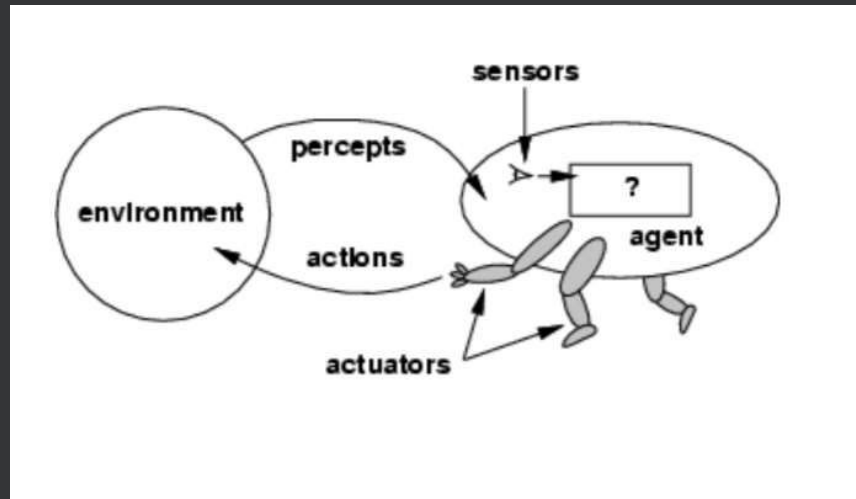 sensors
percepts
environment
?
agent
actions
actuators